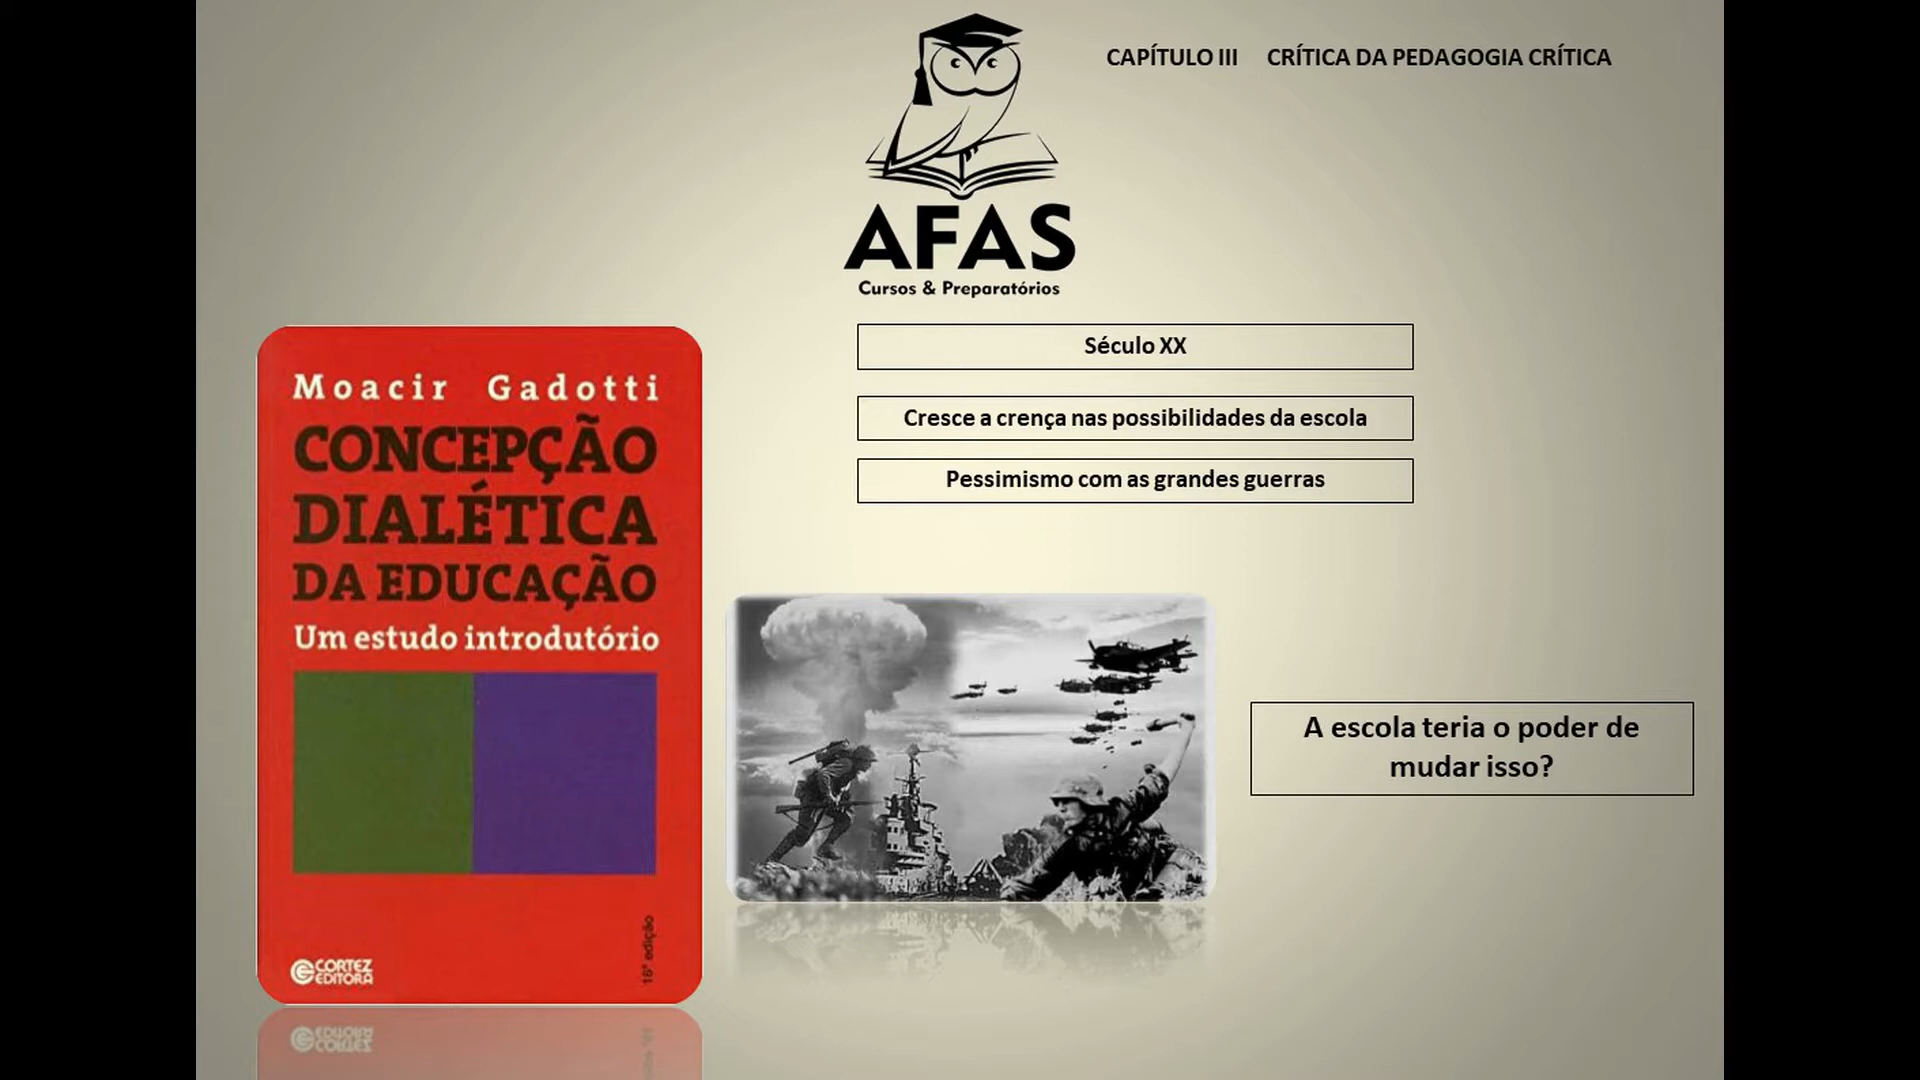 CAPÍTULO III CRÍTICA DA PEDAGOGIA CRÍTICA
AFAS
Cursos & Preparatórios
Século XX
Cresce a crença nas possibilidades da escola
Pessimismo com as grandes guerras
Moacir Gadotti
CONCEPÇÃO
DIALÉTICA
DA EDUCAÇÃO
Um estudo introdutório
16ª edição
CORTEZ
EDITORA
A escola teria o poder de
mudar isso?